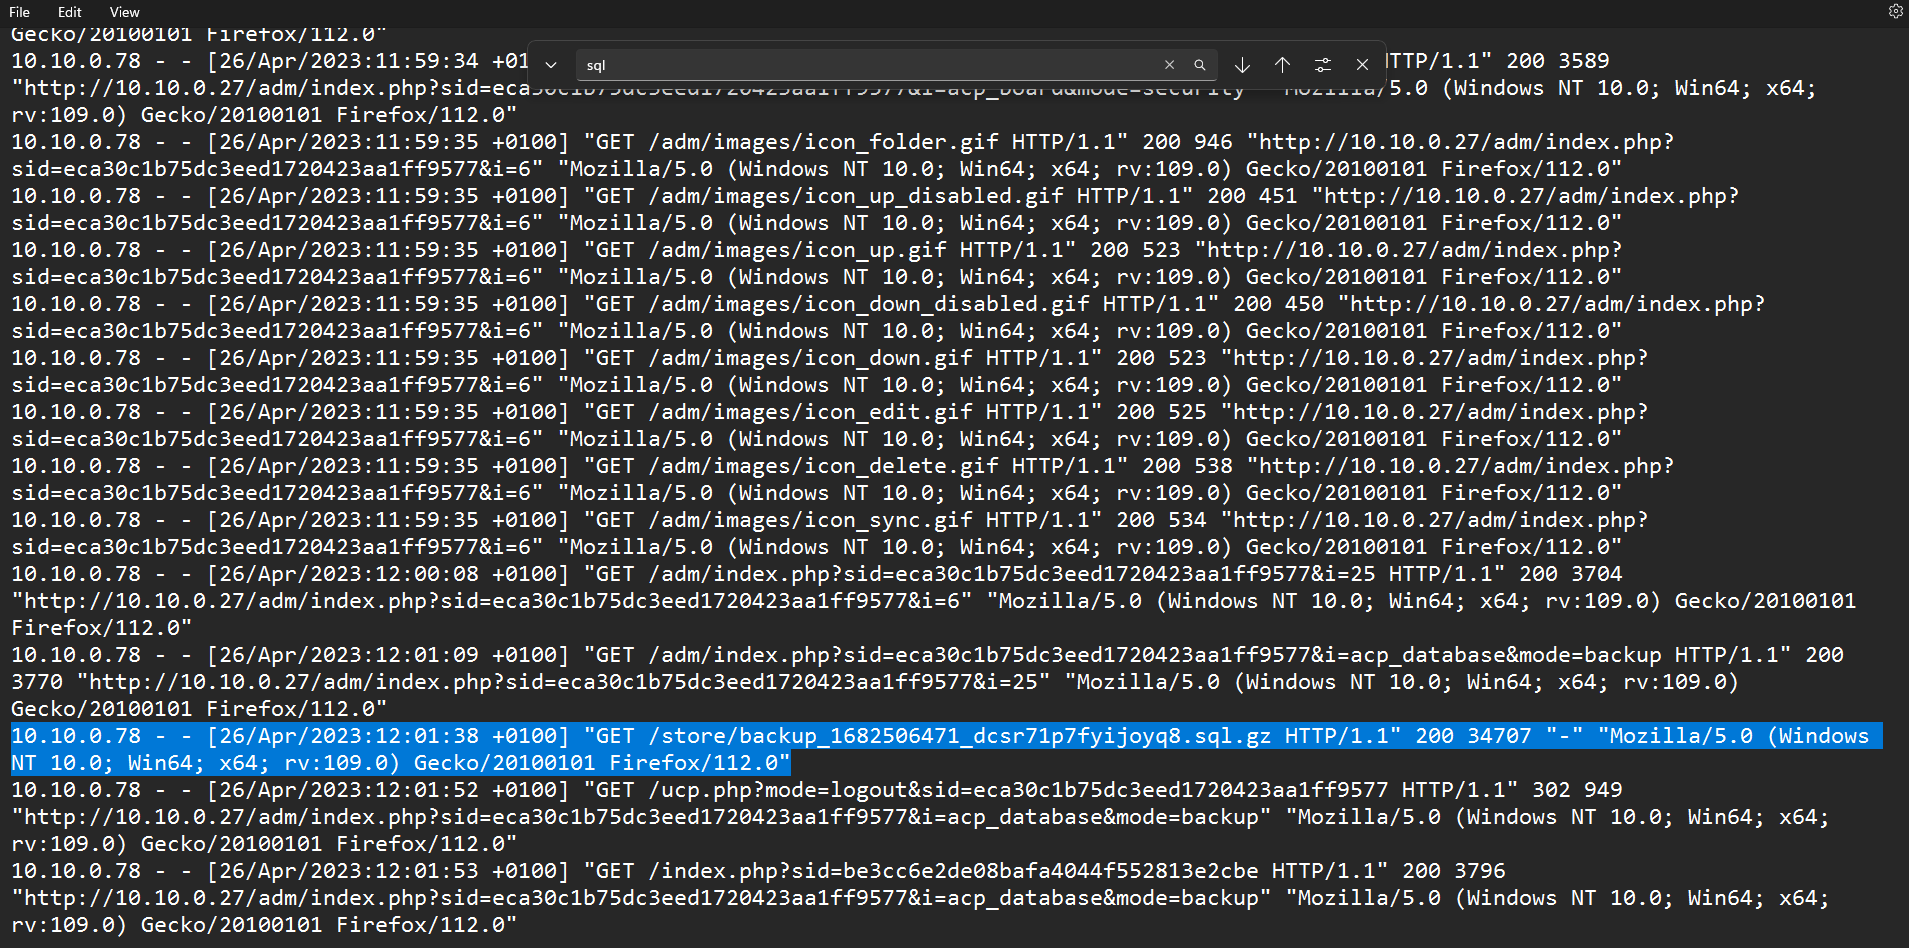 File Edit View
Gecko/20100101 Firefox/112.0"
sql
10.10.0.78 - - [26/Apr/2023:11:59:34 +01 HTTP/1.1" 200 3589
"http://10.10.0.27/adm/index.php?sid=eca30c1b75dc3eed1720423aa1ff9577&i=acp_board&mode=security" "Mozilla/5.0 (Windows NT 10.0; Win64; x64;
rv:109.0) Gecko/20100101 Firefox/112.0"
10.10.0.78 - - [26/Apr/2023:11:59:35 +0100] "GET /adm/images/icon_folder.gif HTTP/1.1" 200 946 "http://10.10.0.27/adm/index.php?
sid=eca30c1b75dc3eed1720423aa1ff9577&i=6" "Mozilla/5.0 (Windows NT 10.0; Win64; x64; rv:109.0) Gecko/20100101 Firefox/112.0"
10.10.0.78 - - [26/Apr/2023:11:59:35 +0100] "GET /adm/images/icon_up_disabled.gif HTTP/1.1" 200 451 "http://10.10.0.27/adm/index.php?
sid=eca30c1b75dc3eed1720423aa1ff9577&i=6" "Mozilla/5.0 (Windows NT 10.0; Win64; x64; rv:109.0) Gecko/20100101 Firefox/112.0"
10.10.0.78 - - [26/Apr/2023:11:59:35 +0100] "GET /adm/images/icon_up.gif HTTP/1.1" 200 523 "http://10.10.0.27/adm/index.php?
sid=eca30c1b75dc3eed1720423aa1ff9577&i=6" "Mozilla/5.0 (Windows NT 10.0; Win64; x64; rv:109.0) Gecko/20100101 Firefox/112.0"
10.10.0.78 - - [26/Apr/2023:11:59:35 +0100] "GET /adm/images/icon_down_disabled.gif HTTP/1.1" 200 450 "http://10.10.0.27/adm/index.php?
sid=eca30c1b75dc3eed1720423aa1ff9577&i=6" "Mozilla/5.0 (Windows NT 10.0; Win64; x64; rv:109.0) Gecko/20100101 Firefox/112.0"
10.10.0.78 - - [26/Apr/2023:11:59:35 +0100] "GET /adm/images/icon_down.gif HTTP/1.1" 200 523 "http://10.10.0.27/adm/index.php?
sid=eca30c1b75dc3eed1720423aa1ff9577&i=6" "Mozilla/5.0 (Windows NT 10.0; Win64; x64; rv:109.0) Gecko/20100101 Firefox/112.0"
10.10.0.78 - - [26/Apr/2023:11:59:35 +0100] "GET /adm/images/icon_edit.gif HTTP/1.1" 200 525 "http://10.10.0.27/adm/index.php?
sid=eca30c1b75dc3eed1720423aa1ff9577&i=6" "Mozilla/5.0 (Windows NT 10.0; Win64; x64; rv:109.0) Gecko/20100101 Firefox/112.0"
10.10.0.78 - - [26/Apr/2023:11:59:35 +0100] "GET /adm/images/icon_delete.gif HTTP/1.1" 200 538 "http://10.10.0.27/adm/index.php?
sid=eca30c1b75dc3eed1720423aa1ff9577&i=6" "Mozilla/5.0 (Windows NT 10.0; Win64; x64; rv:109.0) Gecko/20100101 Firefox/112.0"
10.10.0.78 - - [26/Apr/2023:11:59:35 +0100] "GET /adm/images/icon_sync.gif HTTP/1.1" 200 534 "http://10.10.0.27/adm/index.php?
sid=eca30c1b75dc3eed1720423aa1ff9577&i=6" "Mozilla/5.0 (Windows NT 10.0; Win64; x64; rv:109.0) Gecko/20100101 Firefox/112.0"
10.10.0.78 - - [26/Apr/2023:12:00:08 +0100] "GET /adm/index.php?sid=eca30c1b75dc3eed1720423aa1ff9577&i=25 HTTP/1.1" 200 3704
"http://10.10.0.27/adm/index.php?sid=eca30c1b75dc3eed1720423aa1ff9577&i=6" "Mozilla/5.0 (Windows NT 10.0; Win64; x64; rv:109.0) Gecko/20100101
Firefox/112.0"
10.10.0.78 - - [26/Apr/2023:12:01:09 +0100] "GET /adm/index.php?sid=eca30c1b75dc3eed1720423aa1ff9577&i=acp_database&mode=backup HTTP/1.1" 200
3770 "http://10.10.0.27/adm/index.php?sid=eca30c1b75dc3eed1720423aa1ff9577&i=25" "Mozilla/5.0 (Windows NT 10.0; Win64; x64; rv:109.0)
Gecko/20100101 Firefox/112.0"
10.10.0.78 - - [26/Apr/2023:12:01:38 +0100] "GET /store/backup_1682506471_dcsr71p7fyijoyq8.sql.gz HTTP/1.1" 200 34707 "-" "Mozilla/5.0 (Windows
NT 10.0; Win64; x64; rv:109.0) Gecko/20100101 Firefox/112.0"
10.10.0.78 - - [26/Apr/2023:12:01:52 +0100] "GET /ucp.php?mode=logout&sid=eca30c1b75dc3eed1720423aa1ff9577 HTTP/1.1" 302 949
"http://10.10.0.27/adm/index.php?sid=eca30c1b75dc3eed1720423aa1ff9577&i=acp_database&mode=backup" "Mozilla/5.0 (Windows NT 10.0; Win64; x64;
rv:109.0) Gecko/20100101 Firefox/112.0"
10.10.0.78 - - [26/Apr/2023:12:01:53 +0100] "GET /index.php?sid=be3cc6e2de08bafa4044f552813e2cbe HTTP/1.1" 200 3796
"http://10.10.0.27/adm/index.php?sid=eca30c1b75dc3eed1720423aa1ff9577&i=acp_database&mode=backup" "Mozilla/5.0 (Windows NT 10.0; Win64; x64;
rv:109.0) Gecko/20100101 Firefox/112.0"